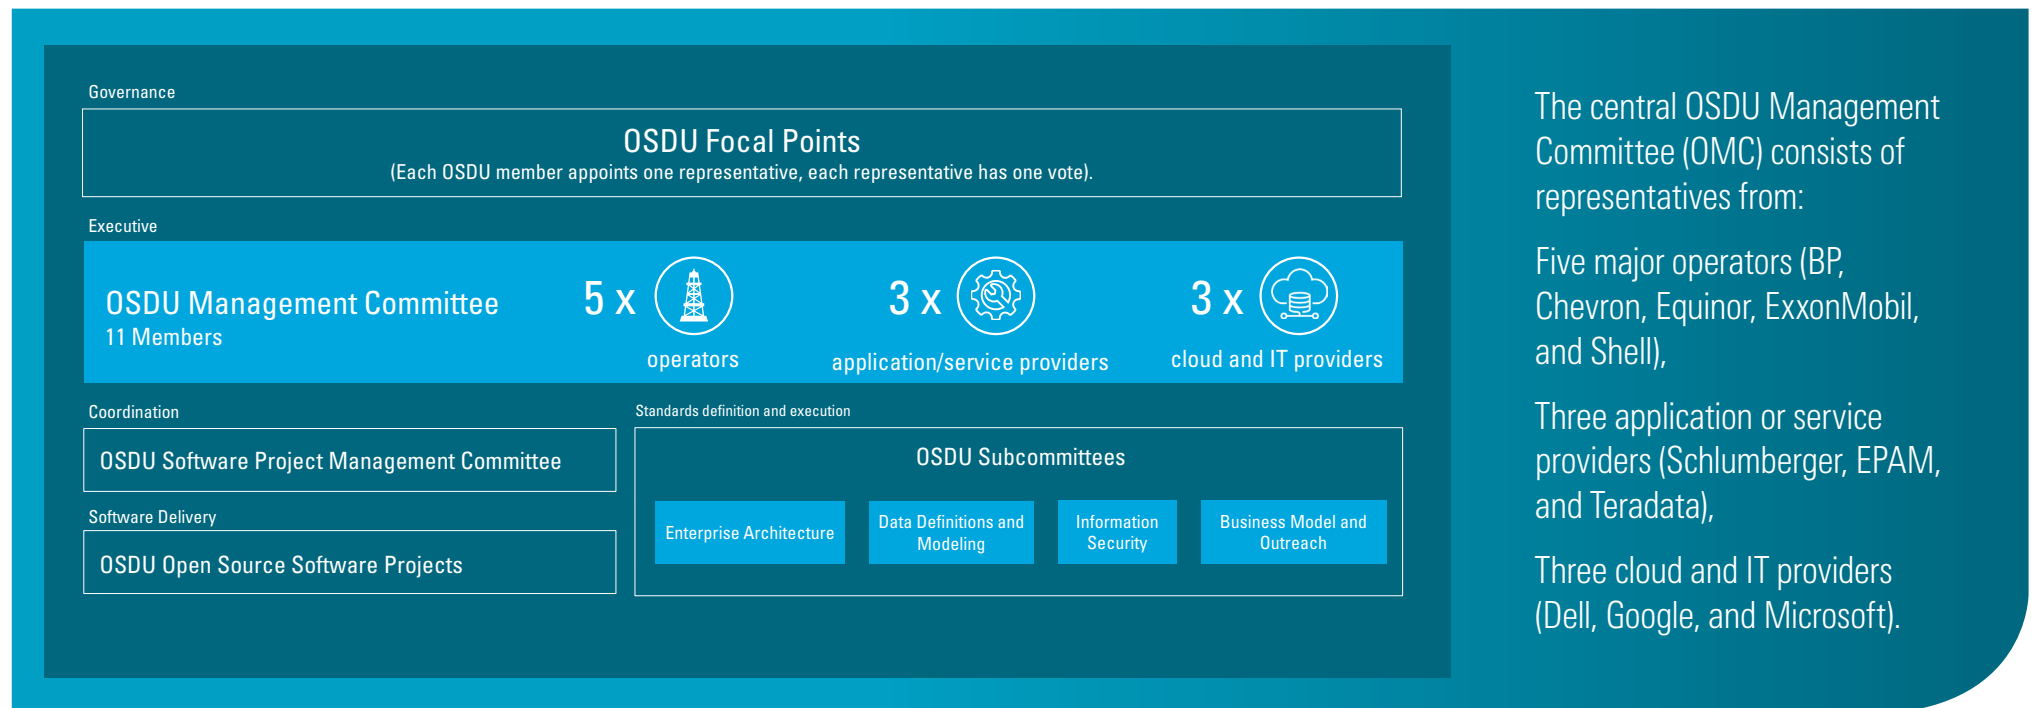 Governance
OSDU Focal Points
(Each OSDU member appoints one representative, each representative has one vote).
Executive
OSDU Management Committee
11 Members
5 x
operators
3 x
application/service providers
3 x
cloud and IT providers
Coordination
OSDU Software Project Management Committee
Software Delivery
OSDU Open Source Software Projects
Standards definition and execution
OSDU Subcommittees
Enterprise Architecture
Data Definitions and
Modeling
Information
Security
Business Model and
Outreach
The central OSDU Management
Committee (OMC) consists of
representatives from:
Five major operators (BP,
Chevron, Equinor, ExxonMobil,
and Shell),
Three application or service
providers (Schlumberger, EPAM,
and Teradata),
Three cloud and IT providers
(Dell, Google, and Microsoft).